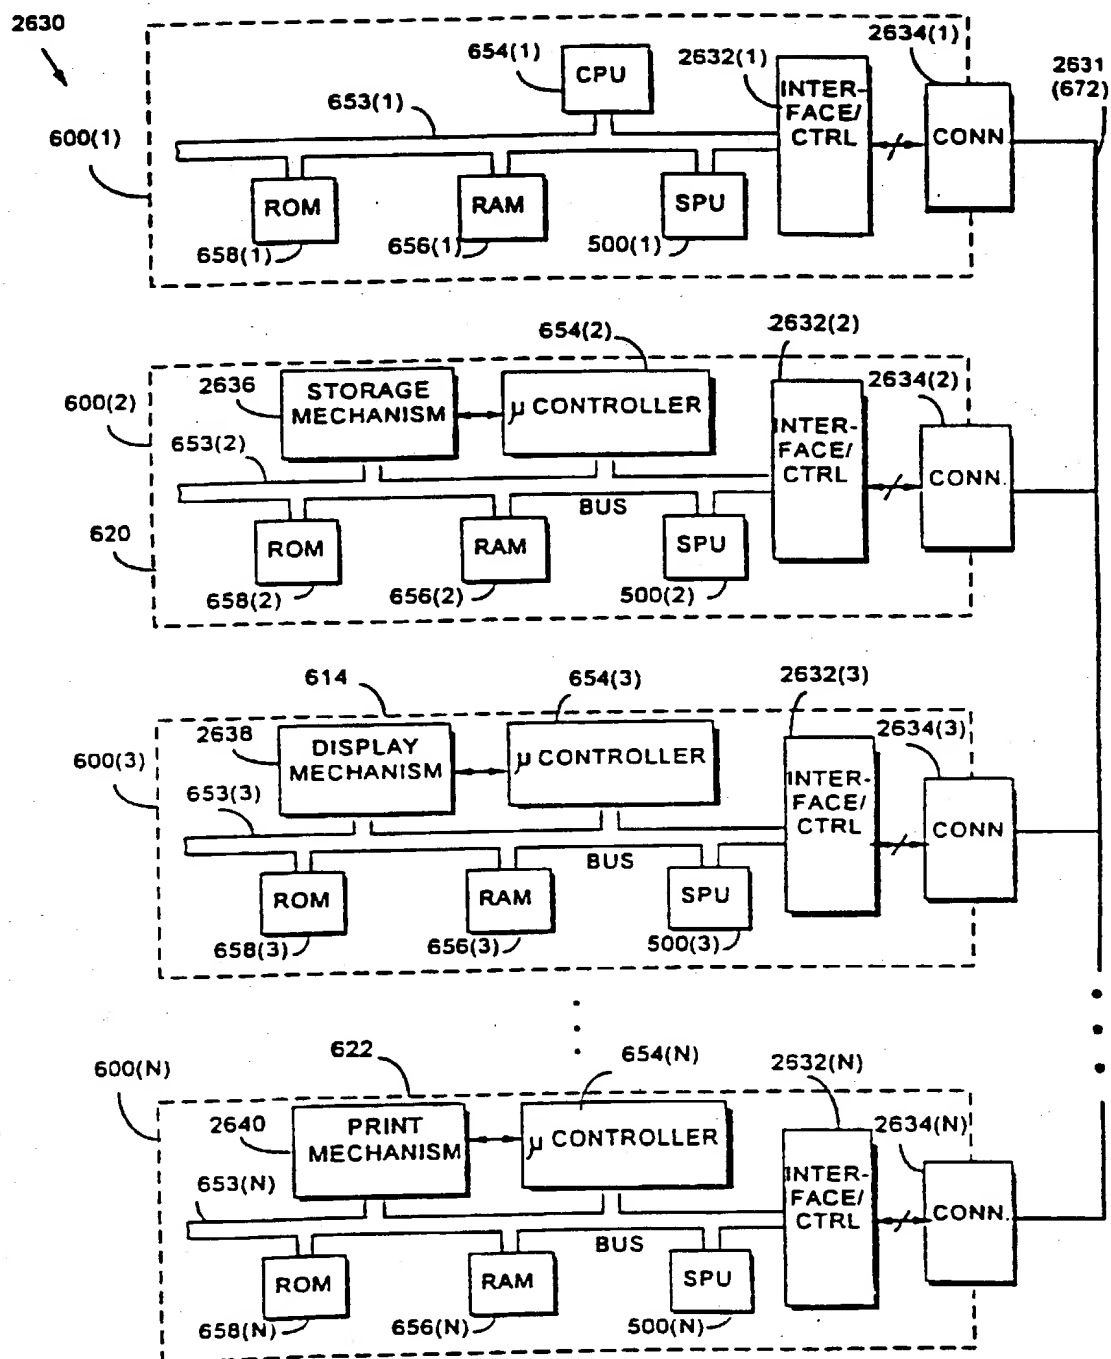 2630
600(1)
653(1)
654(1)
CPU
2632(1)
INTER-
FACE/
CTRL
2634(1)
CONN
2631
(672)
ROM
658(1)
RAM
656(1)
SPU
500(1)
600(2)
620
2636
STORAGE
MECHANISM
654(2)
µ CONTROLLER
2632(2)
INTER-
FACE/
CTRL
2634(2)
CONN.
653(2)
BUS
ROM
658(2)
RAM
656(2)
SPU
500(2)
614
600(3)
2638
DISPLAY
MECHANISM
654(3)
µ CONTROLLER
2632(3)
INTER-
FACE/
CTRL
2634(3)
CONN
653(3)
BUS
ROM
658(3)
RAM
656(3)
SPU
500(3)
622
600(N)
2640
PRINT
MECHANISM
654(N)
µ CONTROLLER
2632(N)
INTER-
FACE/
CTRL
2634(N)
CONN.
653(N)
BUS
ROM
658(N)
RAM
656(N)
SPU
500(N)